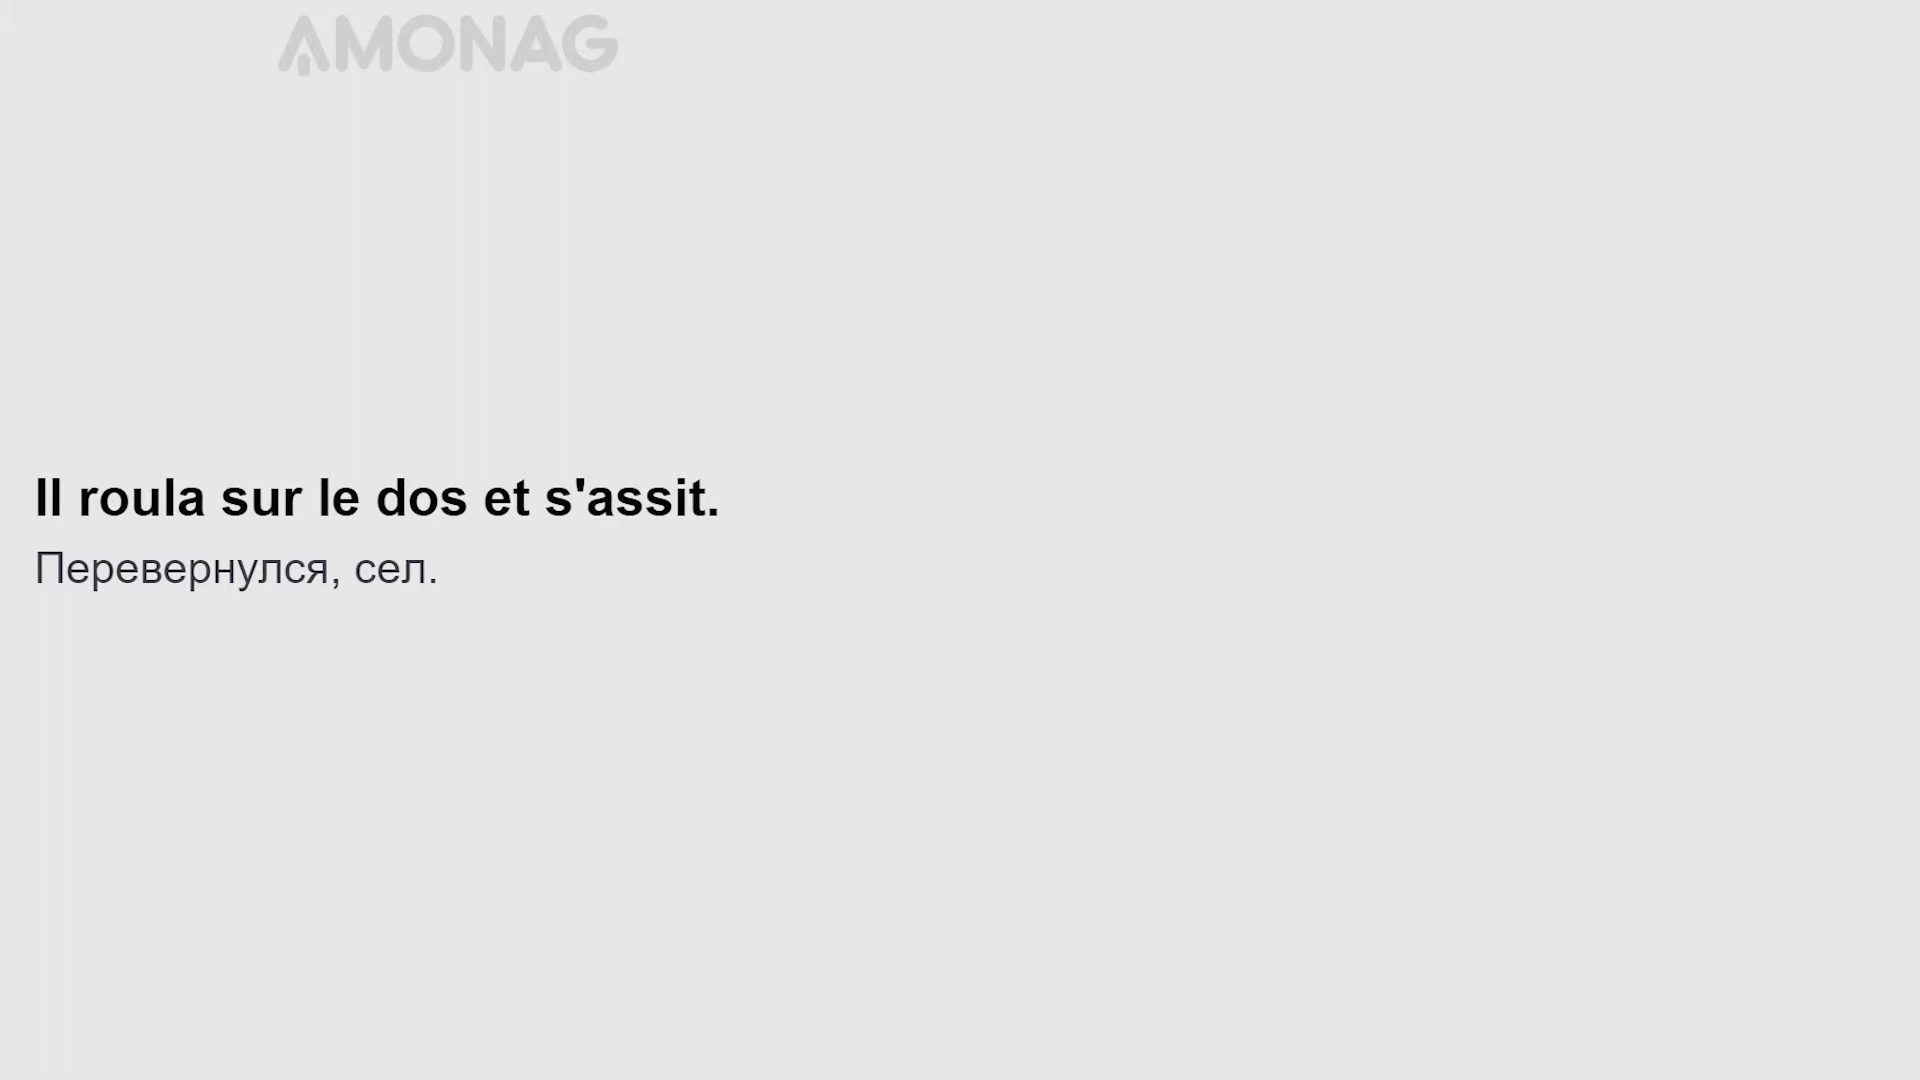 AMONAG
Il roula sur le dos et s'assit.
Перевернулся, сел.